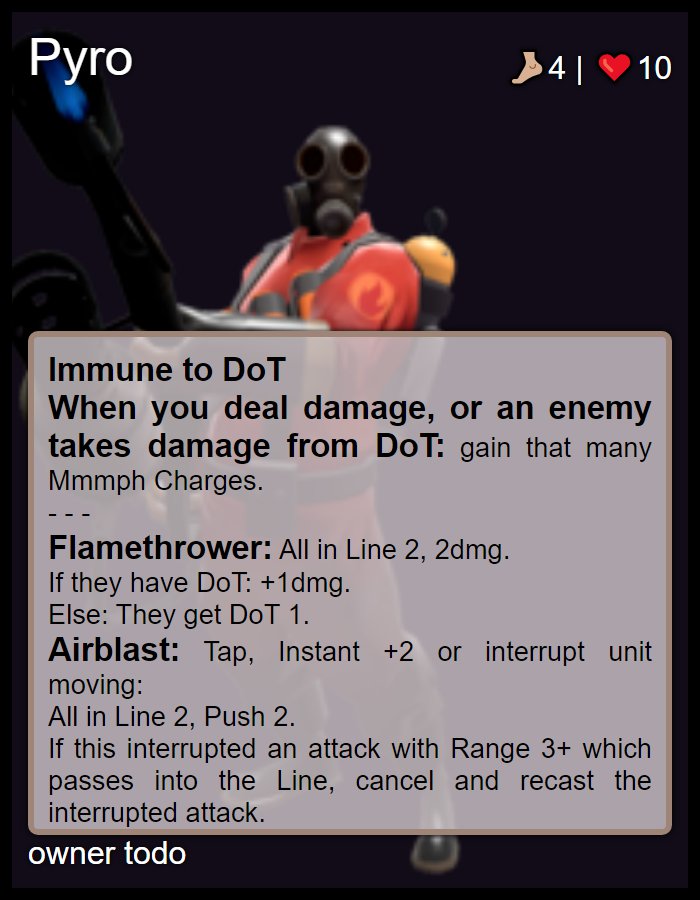 Pyro
🦶🏼4 | ❤️ 10
Immune to DoT
When you deal damage, or an enemy
takes damage from DoT: gain that many
Mmmph Charges.
- - -
Flamethrower: All in Line 2, 2dmg.
If they have DoT: +1dmg.
Else: They get DoT 1.
Airblast: Tap, Instant +2 or interrupt unit
moving:
All in Line 2, Push 2.
If this interrupted an attack with Range 3+ which
passes into the Line, cancel and recast the
interrupted attack.
owner todo